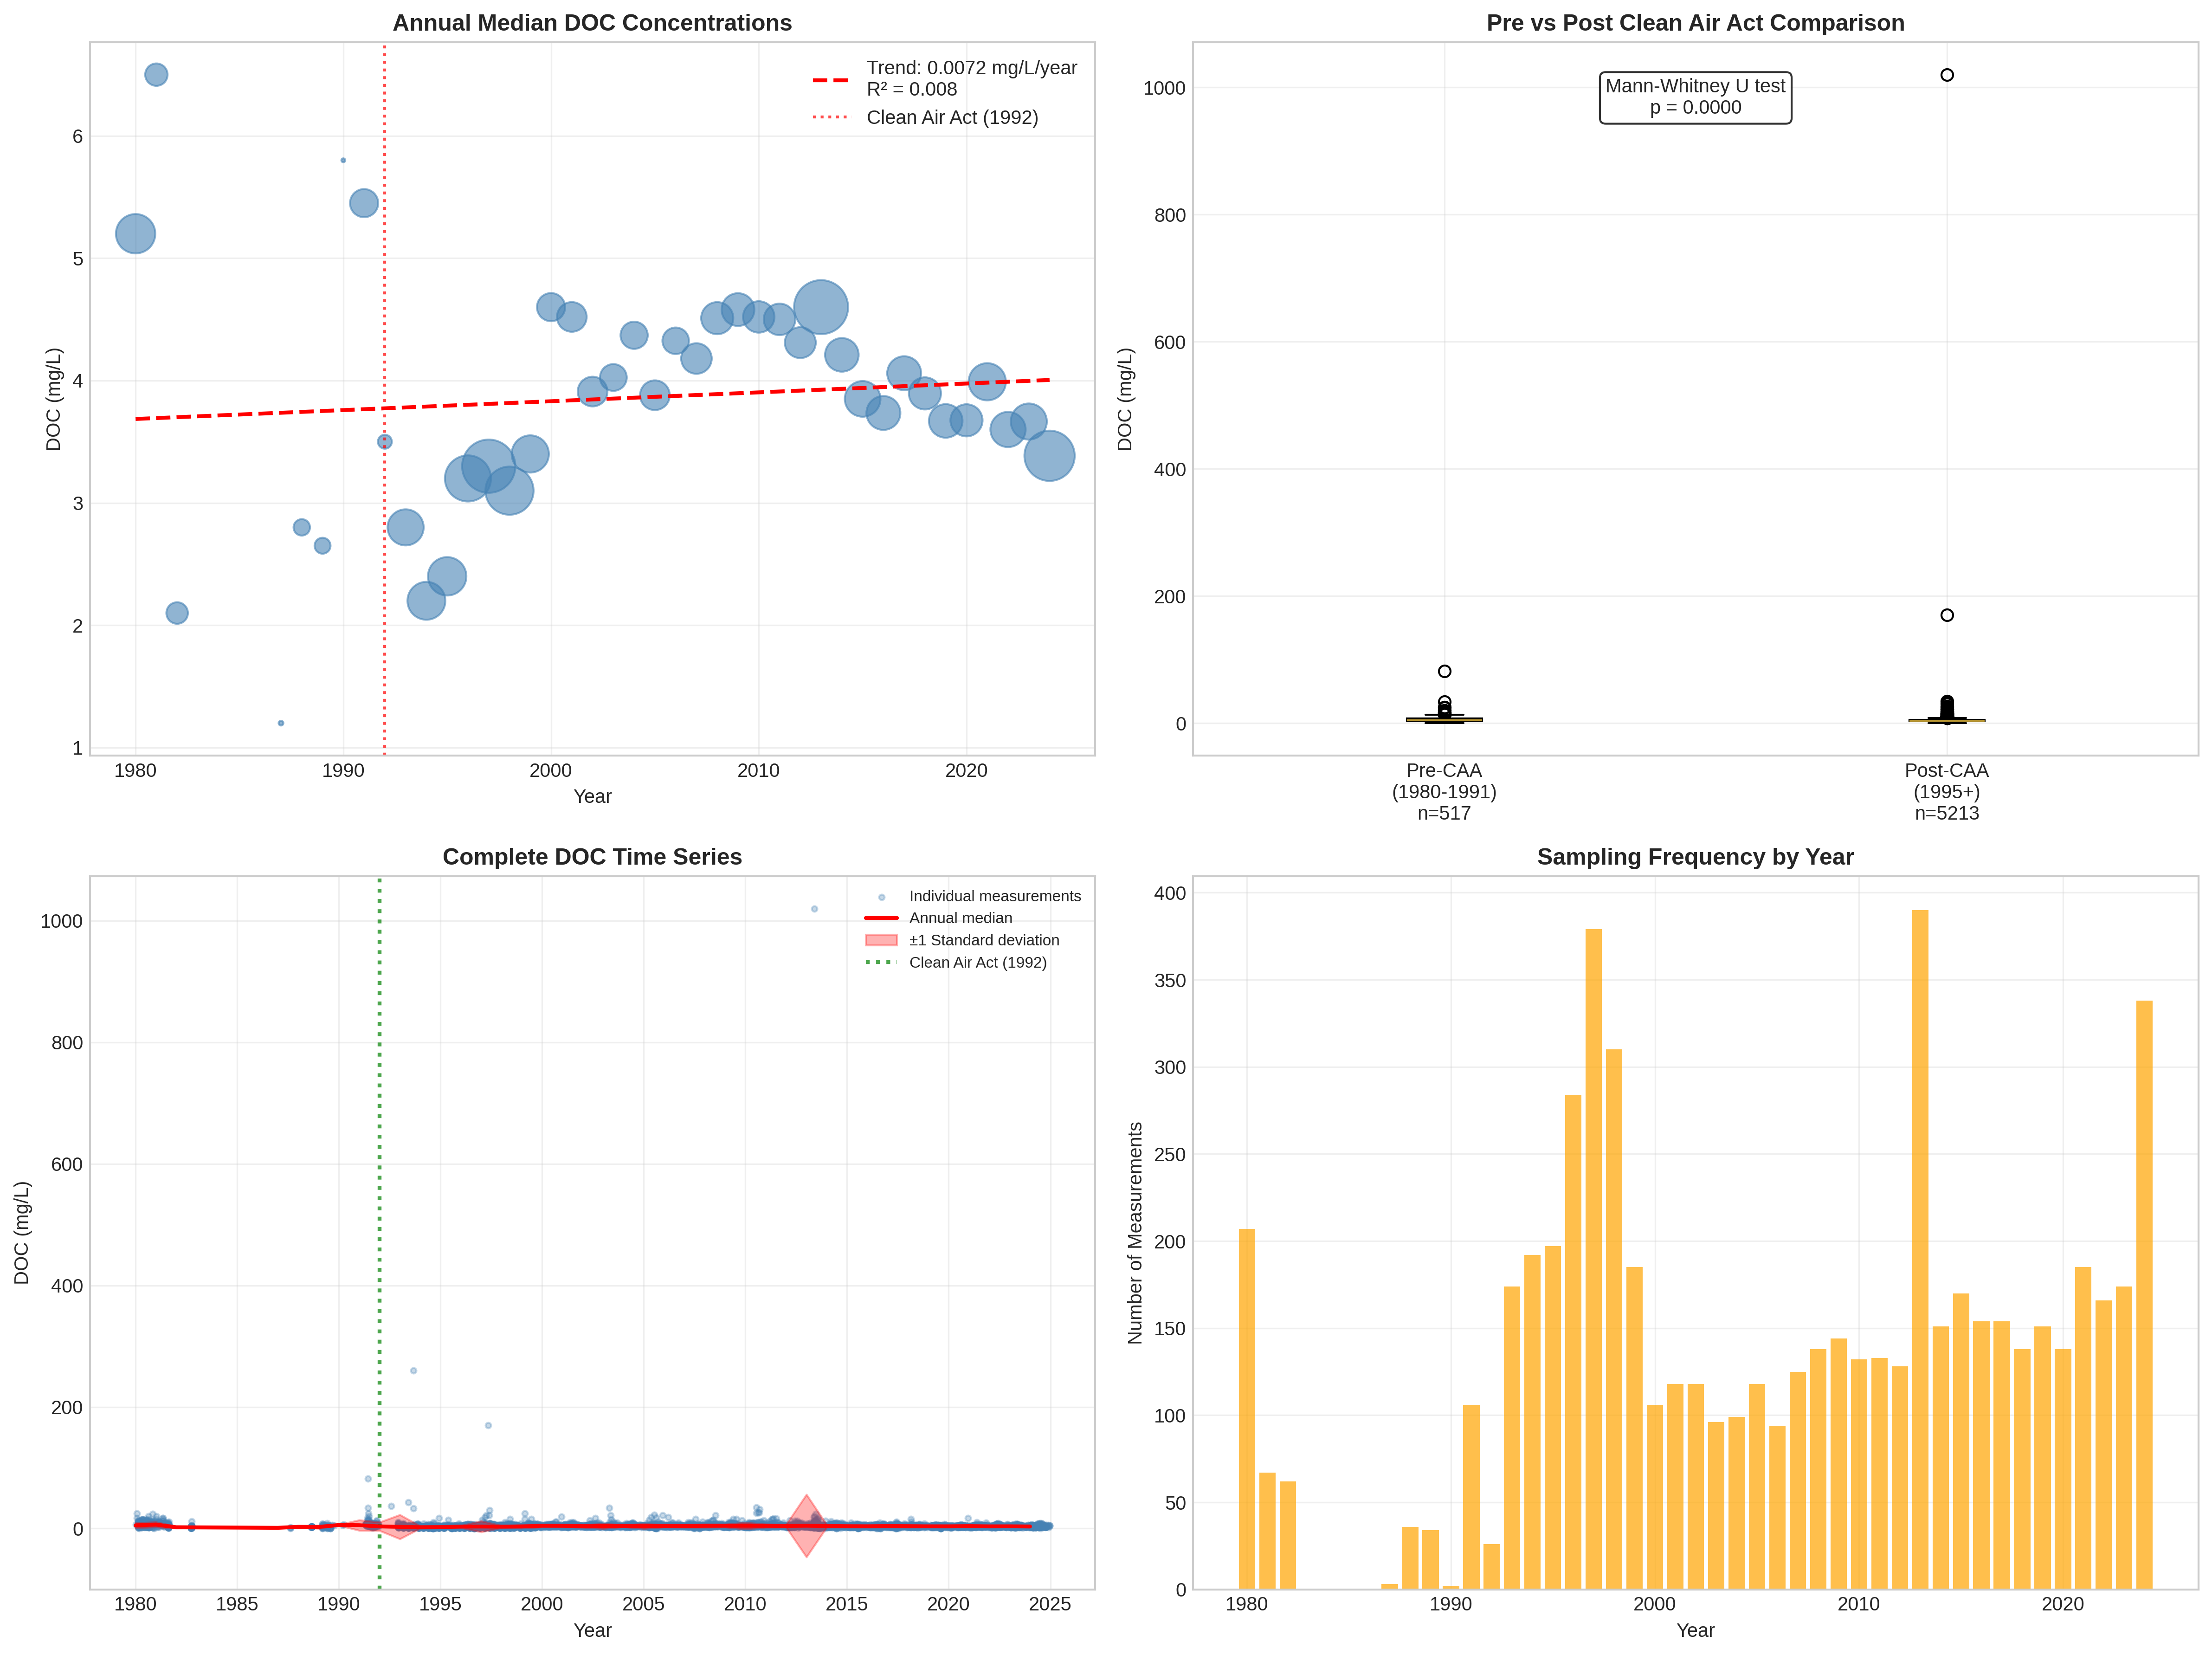 Annual Median DOC Concentrations
Trend: 0.0072 mg/L/year
R² = 0.008
Clean Air Act (1992)
DOC (mg/L)
6
5
4
3
2
1
1980 1990 2000 2010 2020
Year
Pre vs Post Clean Air Act Comparison
Mann-Whitney U test
p = 0.0000
DOC (mg/L)
1000
800
600
400
200
0
Pre-CAA
(1980-1991)
n=517
Post-CAA
(1995+)
n=5213
Complete DOC Time Series
Individual measurements
Annual median
±1 Standard deviation
Clean Air Act (1992)
DOC (mg/L)
1000
800
600
400
200
0
1980 1985 1990 1995 2000 2005 2010 2015 2020 2025
Year
Sampling Frequency by Year
Number of Measurements
400
350
300
250
200
150
100
50
0
1980 1990 2000 2010 2020
Year